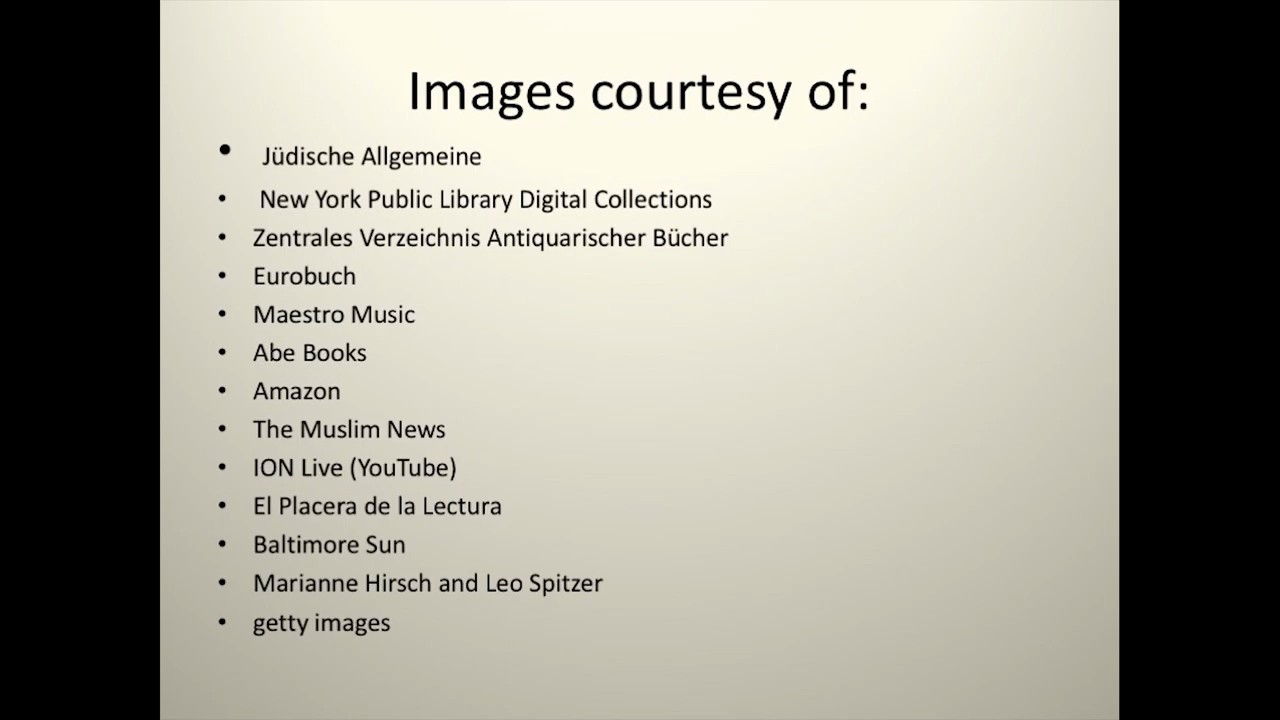 Images courtesy of:
• Jüdische Allgemeine
• New York Public Library Digital Collections
• Zentrales Verzeichnis Antiquarischer Bücher
• Eurobuch
• Maestro Music
• Abe Books
• Amazon
• The Muslim News
• ION Live (YouTube)
• El Placera de la Lectura
• Baltimore Sun
• Marianne Hirsch and Leo Spitzer
• getty images